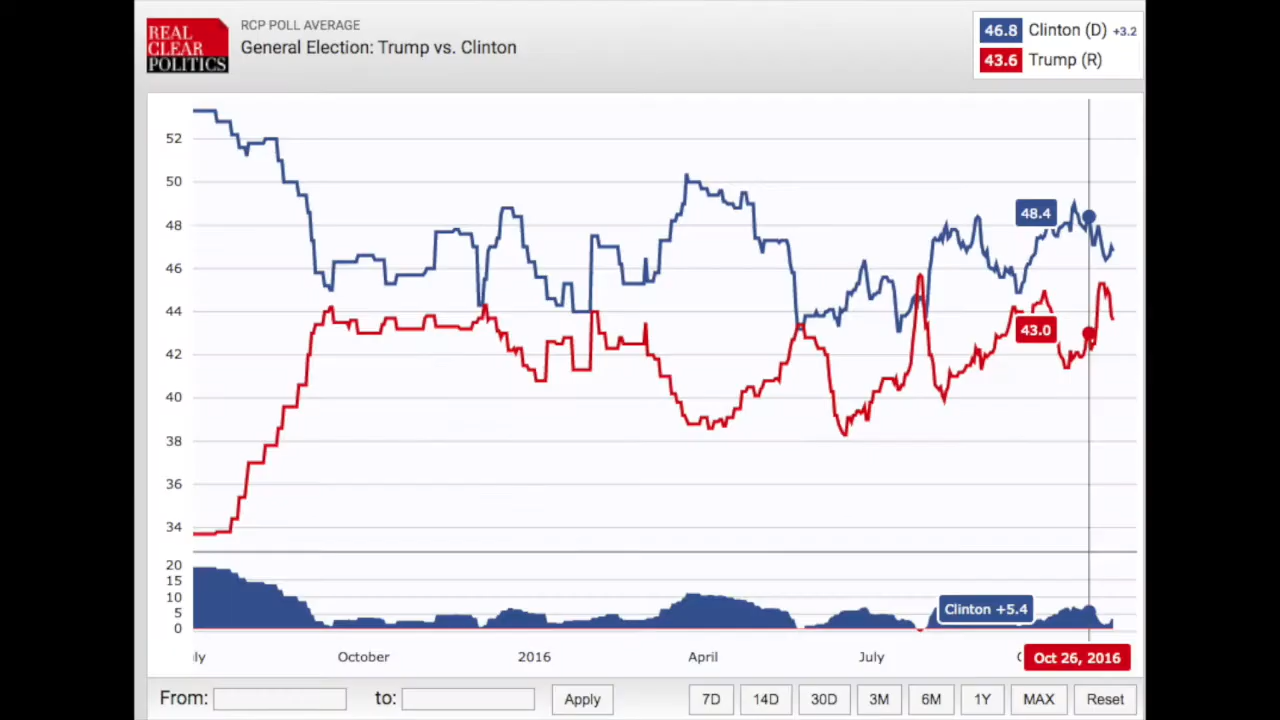 REAL
CLEAR
POLITICS
RCP POLL AVERAGE
General Election: Trump vs. Clinton
46.8 Clinton (D) +3.2
43.6 Trump (R)
52
50
48
46
44
42
40
38
36
34
48.4
43.0
20
15
10
5
0
Clinton +5.4
ly October 2016 April July Oct 26, 2016
From: to: Apply 7D 14D 30D 3M 6M 1Y MAX Reset